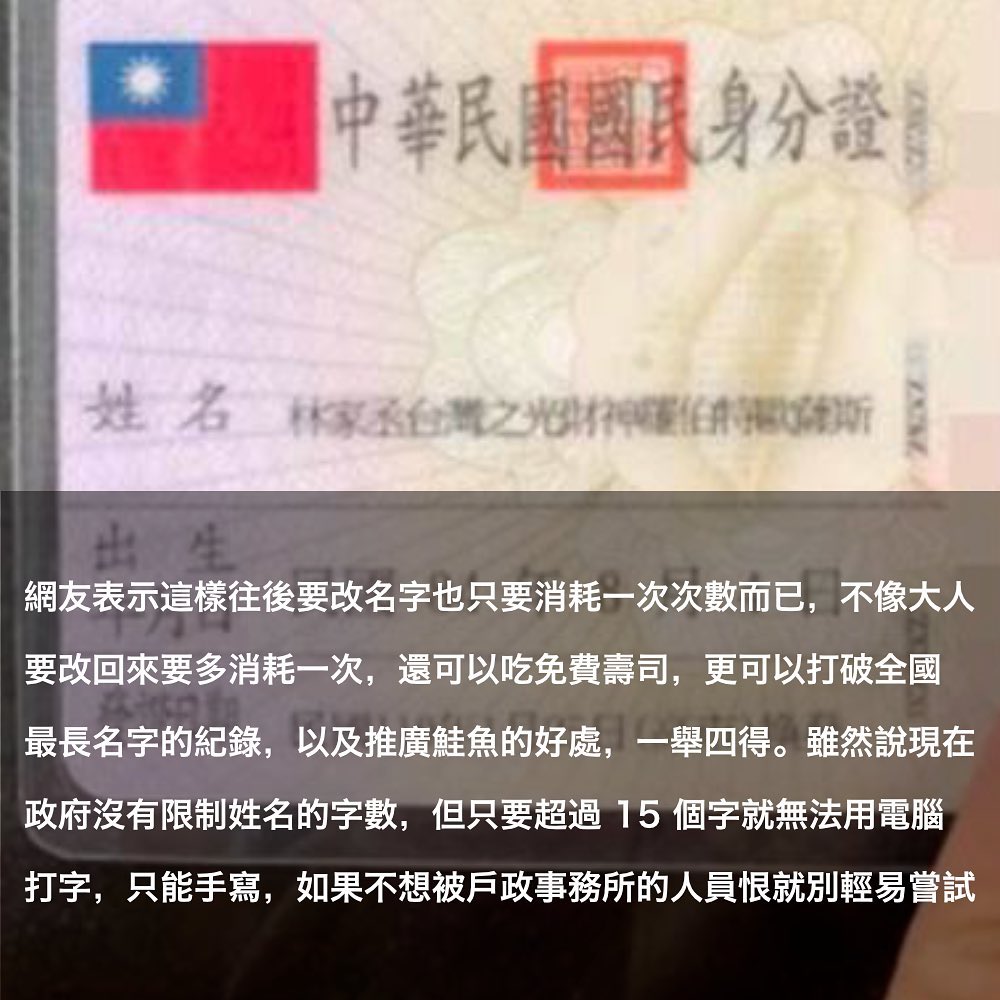 中華民國國民身分證
姓名 林家丞台灣之光財神羅伯特歐薩斯
出生
網友表示這樣往後要改名字也只要消耗一次次數而已，不像大人
要改回來要多消耗一次，還可以吃免費壽司，更可以打破全國
最長名字的紀錄，以及推廣鮭魚的好處，一舉四得。雖然說現在
政府沒有限制姓名的字數，但只要超過 15 個字就無法用電腦
打字，只能手寫，如果不想被戶政事務所的人員恨就別輕易嘗試